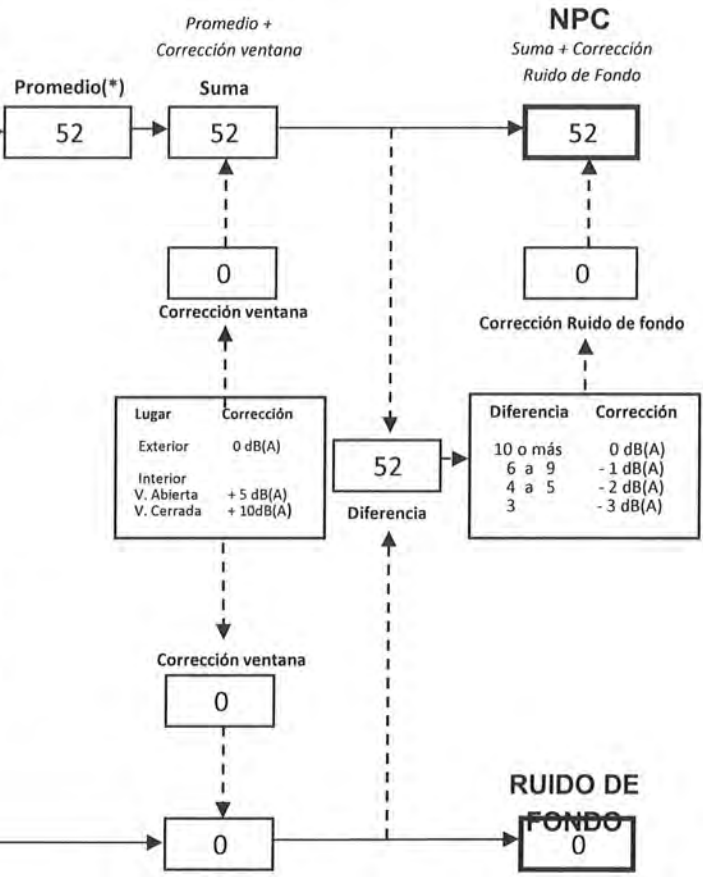 Promedio +
Corrección ventana
NPC
Suma + Corrección
Ruido de Fondo
Promedio(*)
Suma
52
52
52
0
0
Corrección ventana
Corrección Ruido de fondo
Lugar Corrección
Exterior 0 dB(A)
Interior
V. Abierta + 5 dB(A)
V. Cerrada + 10dB(A)
52
Diferencia
Diferencia Corrección
10 o más 0 dB(A)
6 a 9 - 1 dB(A)
4 a 5 - 2 dB(A)
3 - 3 dB(A)
Corrección ventana
0
RUIDO DE
FONDO
0
0